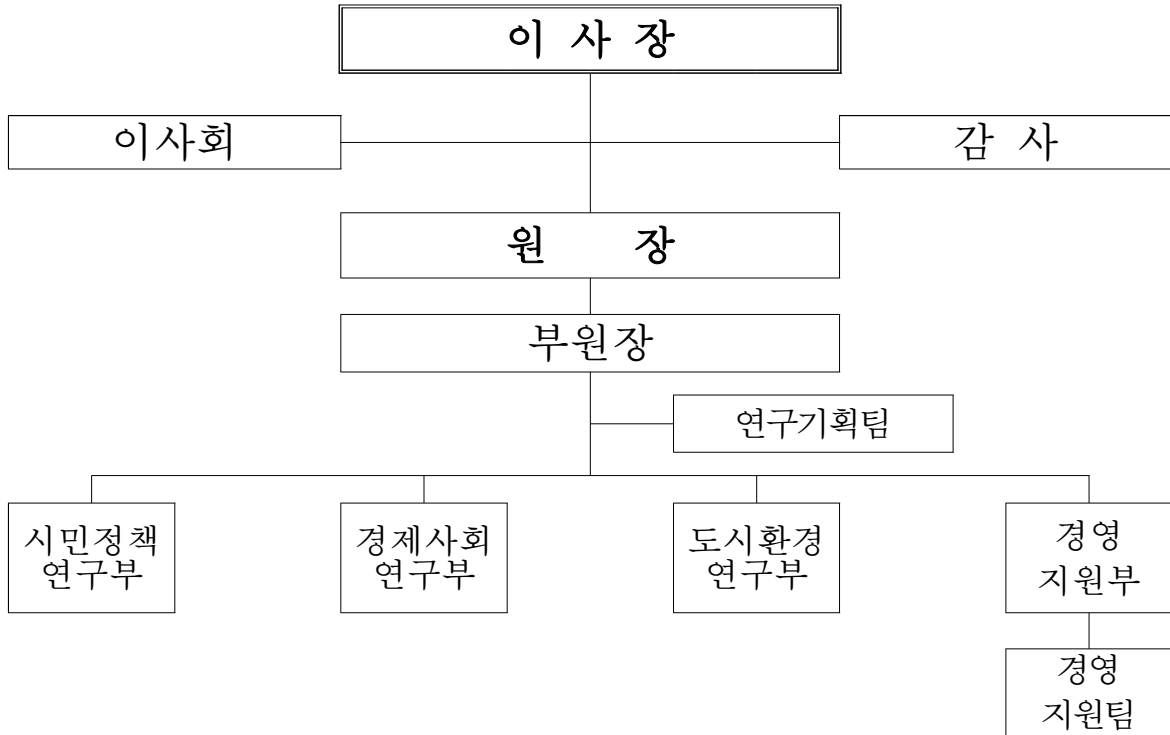 이 사 장
이사회
감 사
원 장
부원장
연구기획팀
시민정책
연구부
경제사회
연구부
도시환경
연구부
경영
지원부
경영
지원팀